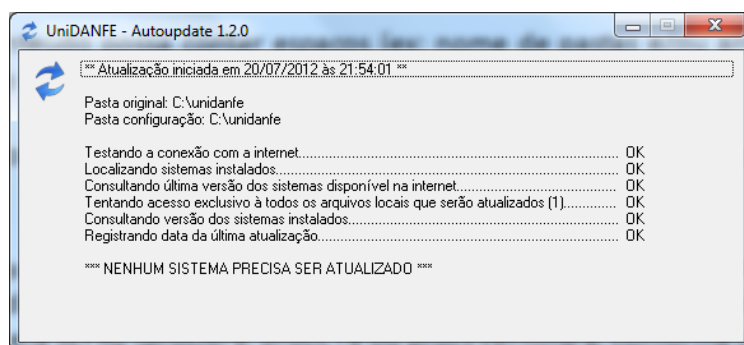 UniDANFE - Autoupdate 1.2.0
** Atualização iniciada em 20/07/2012 às 21:54:01 **
Pasta original: C:\unidanfe
Pasta configuração: C:\unidanfe
Testando a conexão com a internet........................................................................................ OK
Localizando sistemas instalados............................................................................................. OK
Consultando última versão dos sistemas disponível na internet............................................. OK
Tentando acesso exclusivo à todos os arquivos locais que serão atualizados (1)............. OK
Consultando versão dos sistemas instalados......................................................................... OK
Registrando data da última atualização.................................................................................. OK
*** NENHUM SISTEMA PRECISA SER ATUALIZADO ***